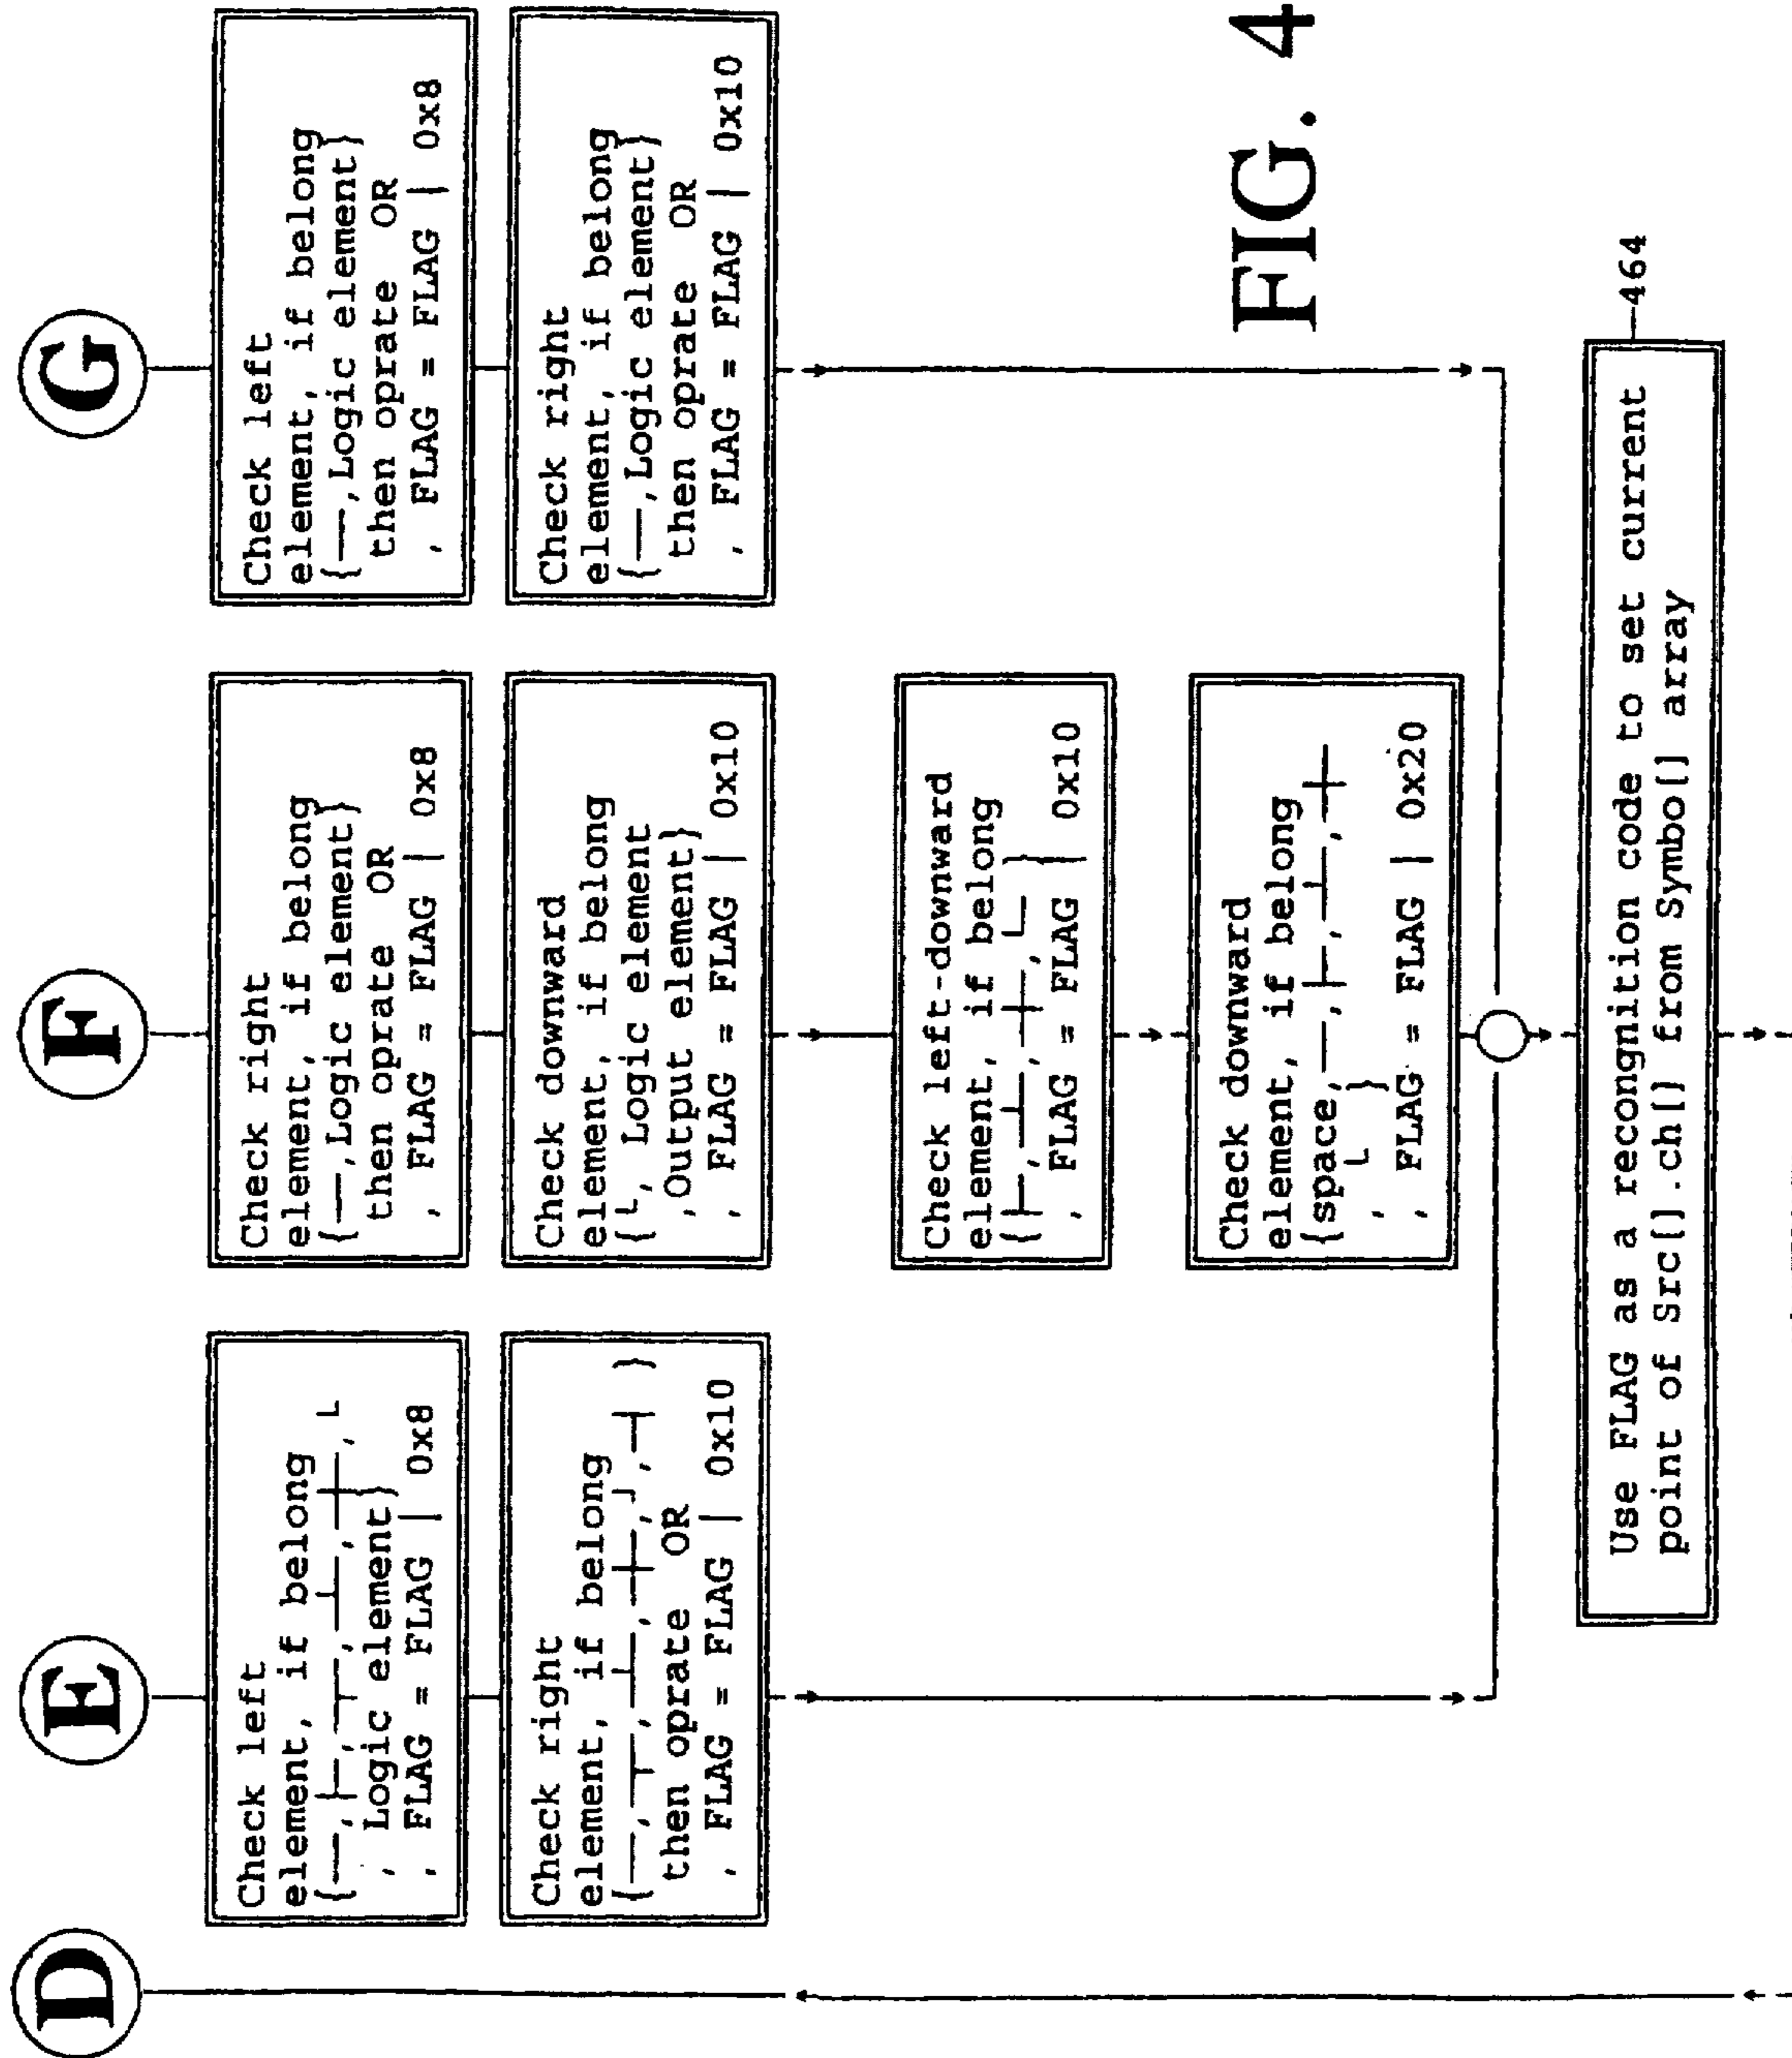 D
E
Check left
element, if belong
{─,├,┬,┴,┼,└
, Logic element}
, FLAG = FLAG | 0x8
Check right
element, if belong
{─,┬,┴,┼,┘,┤}
then oprate OR
, FLAG = FLAG | 0x10
F
Check right
element, if belong
{─,Logic element}
then oprate OR
, FLAG = FLAG | 0x8
Check downward
element, if belong
{└, Logic element
,Output element}
, FLAG = FLAG | 0x10
Check left-downward
element, if belong
{├,┴,┼,└ }
, FLAG = FLAG | 0x10
Check downward
element, if belong
{space,─,├,┴,┼
,└ }
, FLAG = FLAG | 0x20
G
Check left
element, if belong
{─,Logic element}
then oprate OR
, FLAG = FLAG | 0x8
Check right
element, if belong
{─,Logic element}
then oprate OR
, FLAG = FLAG | 0x10
Use FLAG as a recongnition code to set current
point of Src[].ch[] from Symbo[] array
464
FIG. 4